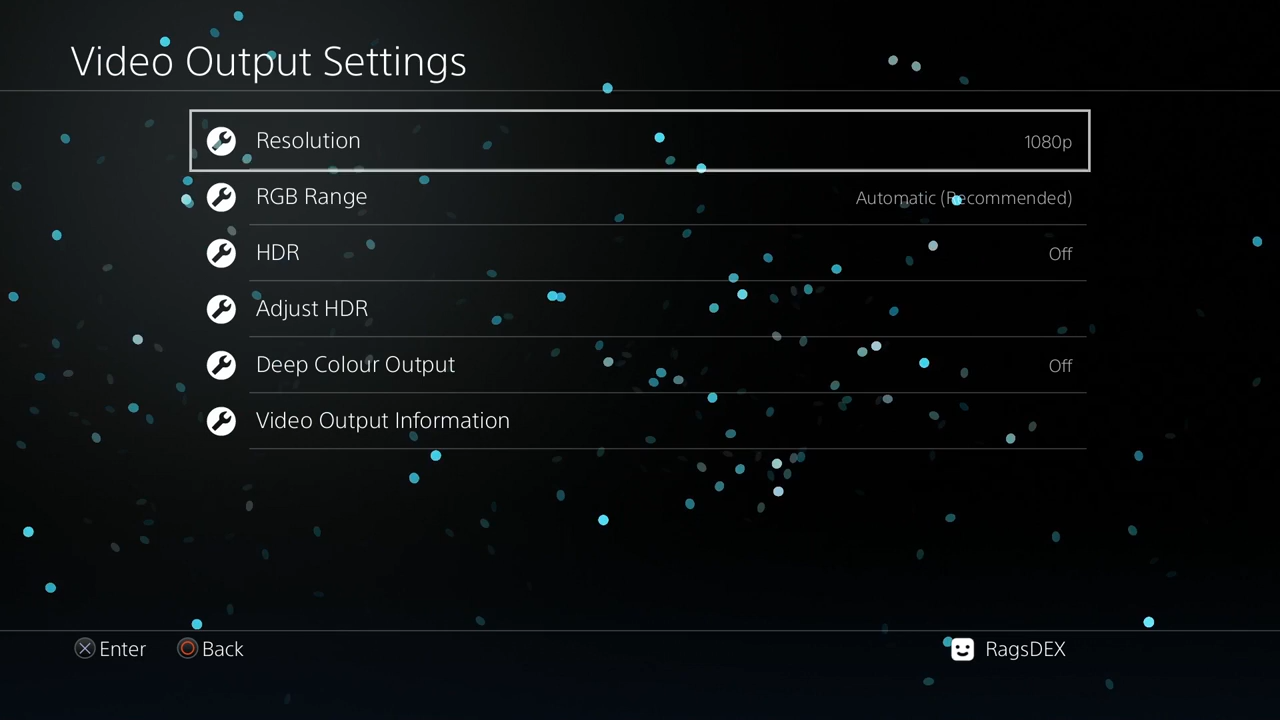 Video Output Settings
Resolution 1080p
RGB Range Automatic (Recommended)
HDR Off
Adjust HDR
Deep Colour Output Off
Video Output Information
Enter Back RagsDEX